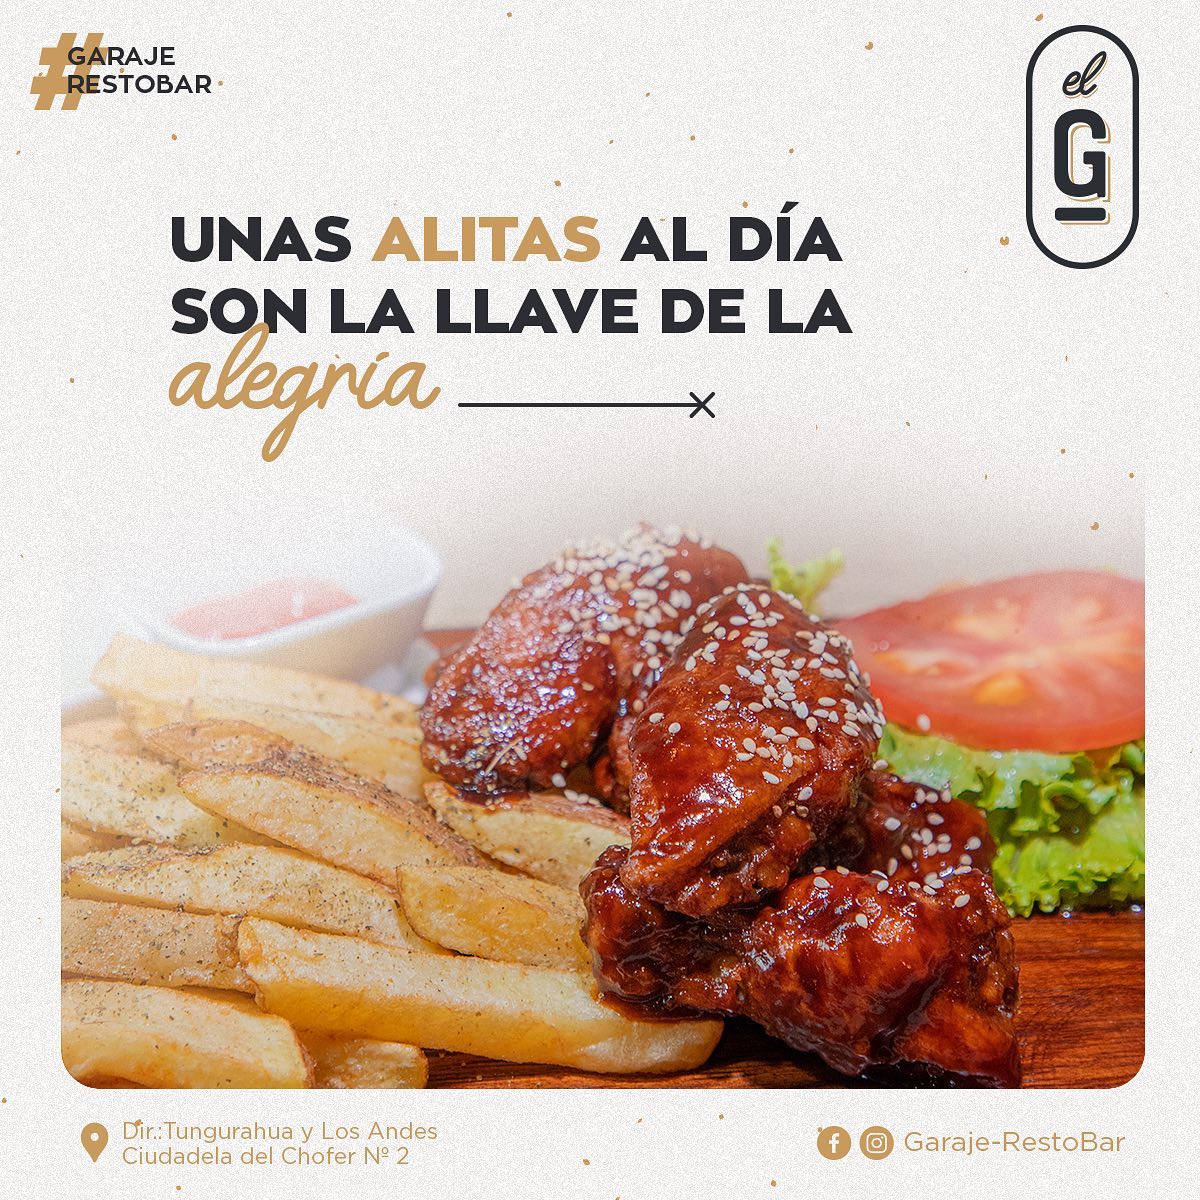 #GARAJE
RESTOBAR
el
G
UNAS ALITAS AL DÍA
SON LA LLAVE DE LA
alegría
Dir.:Tungurahua y Los Andes
Ciudadela del Chofer Nº 2
Garaje-RestoBar